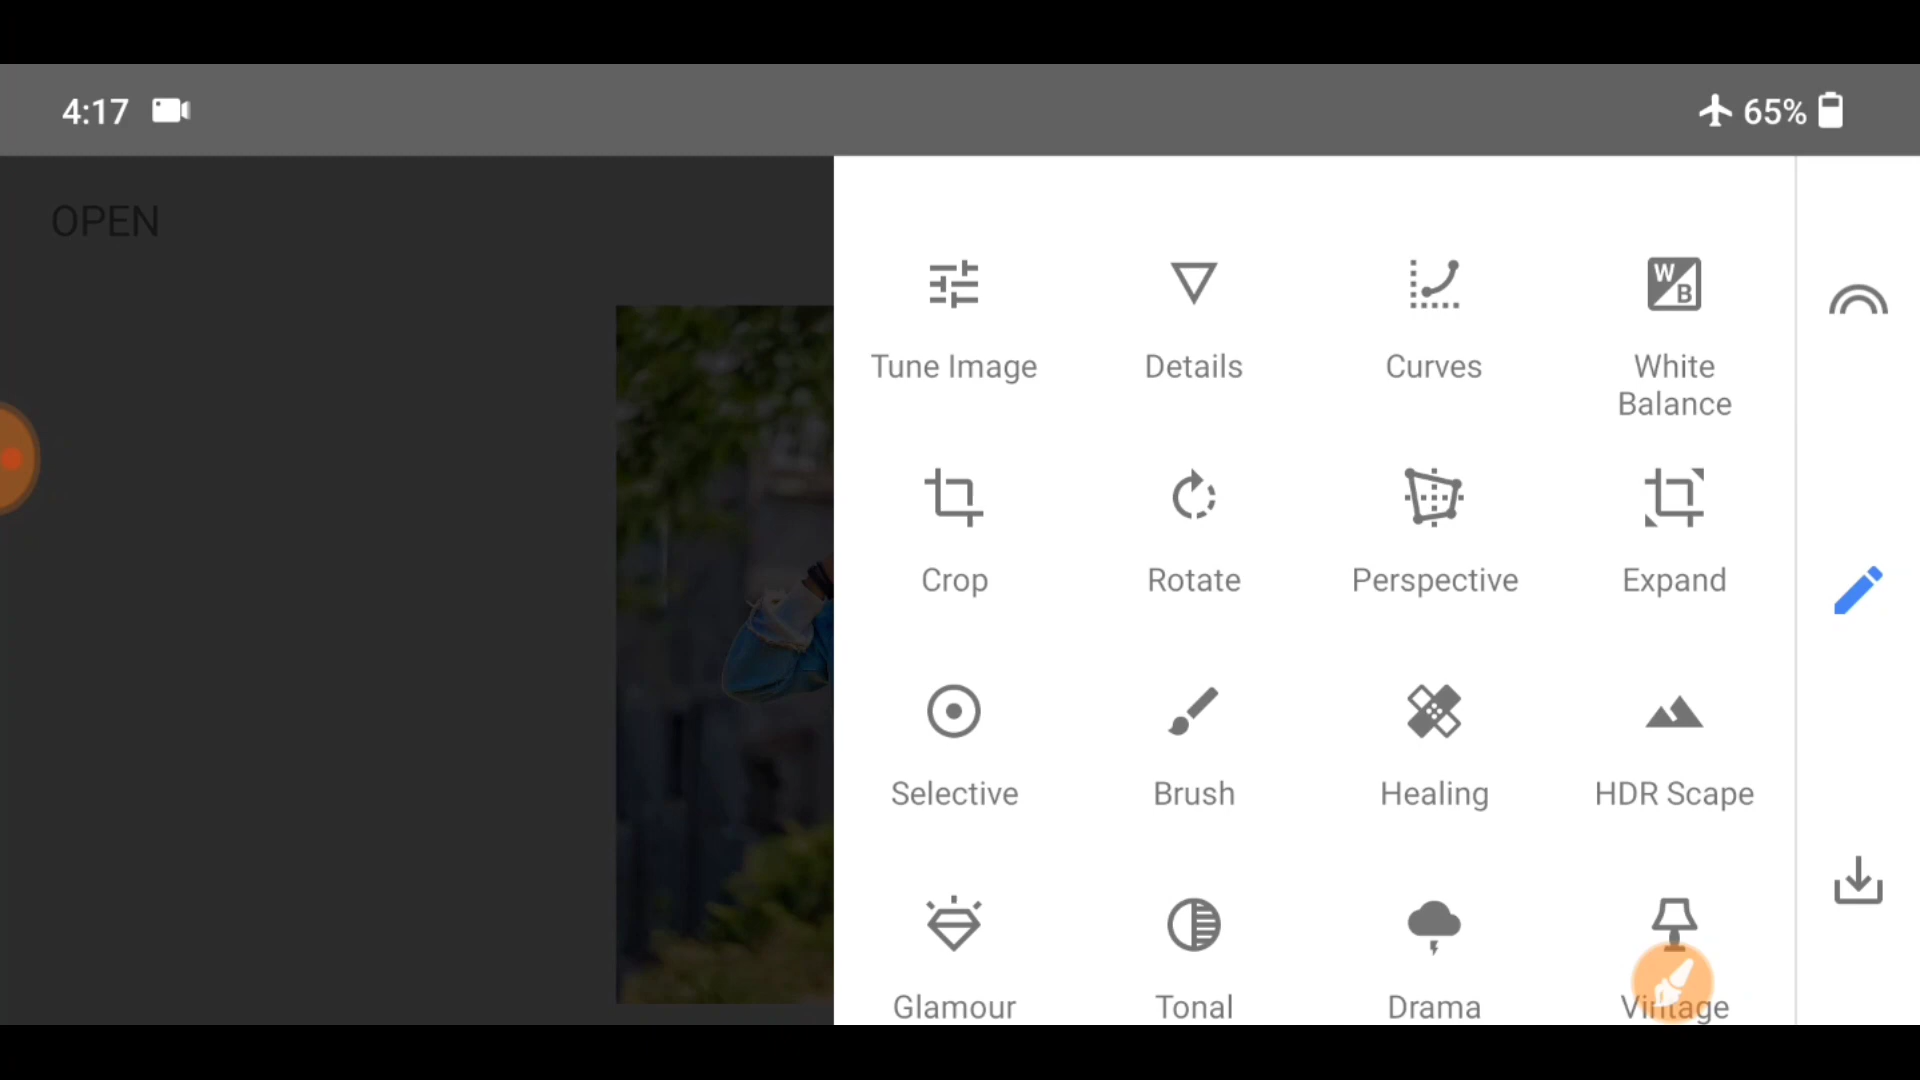 4:17
65%
OPEN
Tune Image
Details
Curves
White
Balance
Crop
Rotate
Perspective
Expand
Selective
Brush
Healing
HDR Scape
Glamour
Tonal
Drama
Vintage